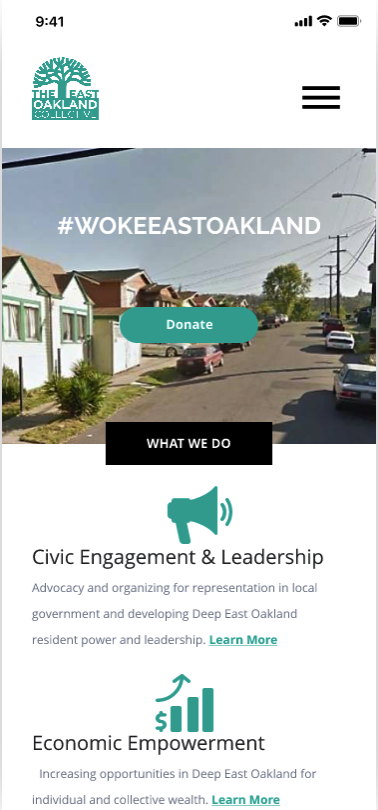 9:41
THE EAST
OAKLAND
COLLECTIVE
#WOKEEASTOAKLAND
Donate
WHAT WE DO
Civic Engagement & Leadership
Advocacy and organizing for representation in local
government and developing Deep East Oakland
resident power and leadership. Learn More
$
Economic Empowerment
Increasing opportunities in Deep East Oakland for
individual and collective wealth. Learn More